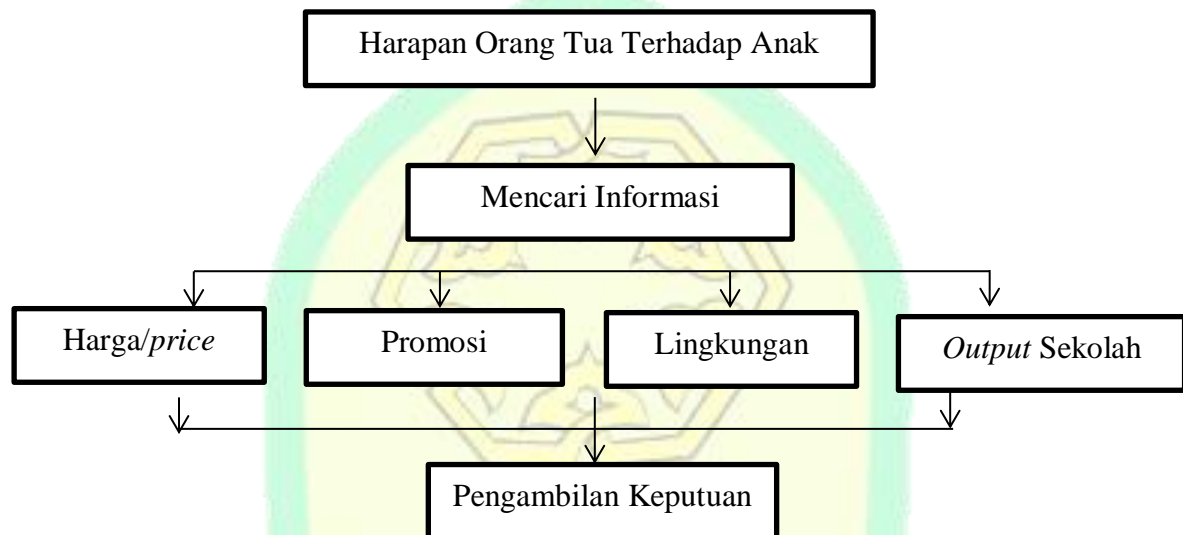 Harapan Orang Tua Terhadap Anak
Mencari Informasi
Harga/price
Promosi
Lingkungan
Output Sekolah
Pengambilan Keputuan